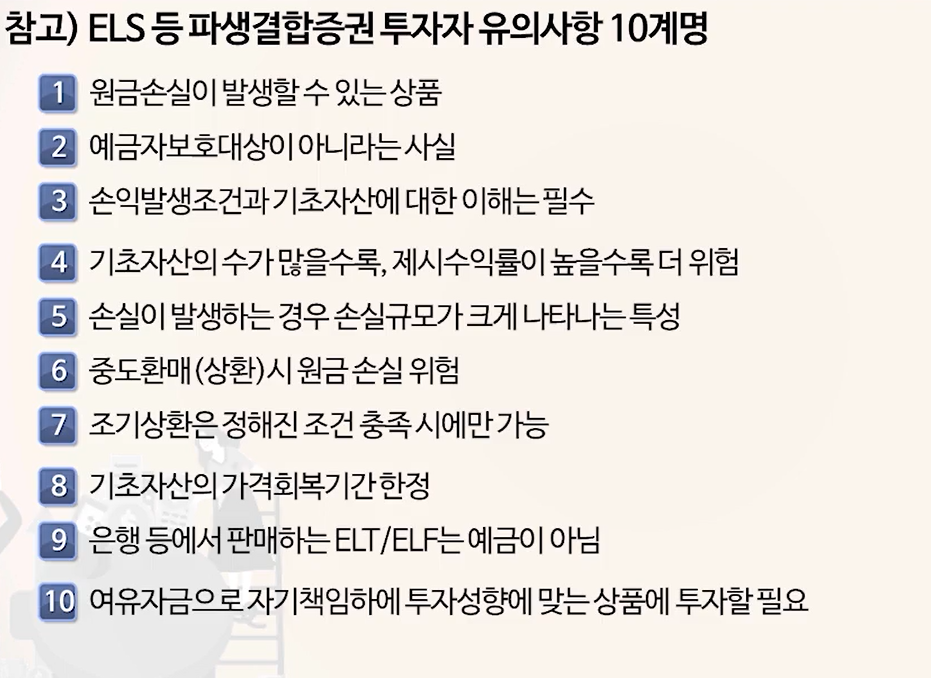 참고) ELS 등 파생결합증권 투자자 유의사항 10계명
1 원금손실이 발생할 수 있는 상품
2 예금자보호대상이 아니라는 사실
3 손익발생조건과 기초자산에 대한 이해는 필수
4 기초자산의 수가 많을수록, 제시수익률이 높을수록 더 위험
5 손실이 발생하는 경우 손실규모가 크게 나타나는 특성
6 중도환매(상환)시 원금 손실 위험
7 조기상환은 정해진 조건 충족 시에만 가능
8 기초자산의 가격회복기간 한정
9 은행 등에서 판매하는 ELT/ELF는 예금이 아님
10 여유자금으로 자기책임하에 투자성향에 맞는 상품에 투자할 필요